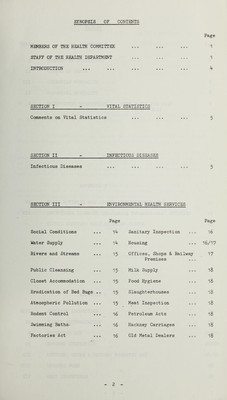 SYNOPSIS OF CONTENTS
Page
MEMBERS OF THE HEALTH COMMITTEE ... ... ... 1
STAFF OF THE HEALTH DEPARTMENT ... ... ... 1
INTRODUCTION ... ... ... ... ... 4
SECTION I - VITAL STATISTICS
Comments on Vital Statistics ... ... ... 5
SECTION II - INFECTIOUS DISEASES
Infectious Diseases ... ... ... ... 5
SECTION III - ENVIRONMENTAL HEALTH SERVICES
Page Page
Social Conditions ... 14 Sanitary Inspection ... 16
Water Supply ... 14 Housing ... 16/17
Rivers and Streams ... 15 Offices, Shops & Railway Premises ... 17
Public Cleansing ... 15 Milk Supply ... 18
Closet Accommodation ... 15 Food Hygiene ... 18
Eradication of Bed Bugs .. 15 Slaughterhouses ... 18
Atmospheric Pollution ... 15 Meat Inspection ... 18
Rodent Control ... 16 Petroleum Acts ... 18
Swimming Baths ... 16 Hackney Carriages ... 18
Factories Act ... 16 Old Metal Dealers ... 18
- 2 -